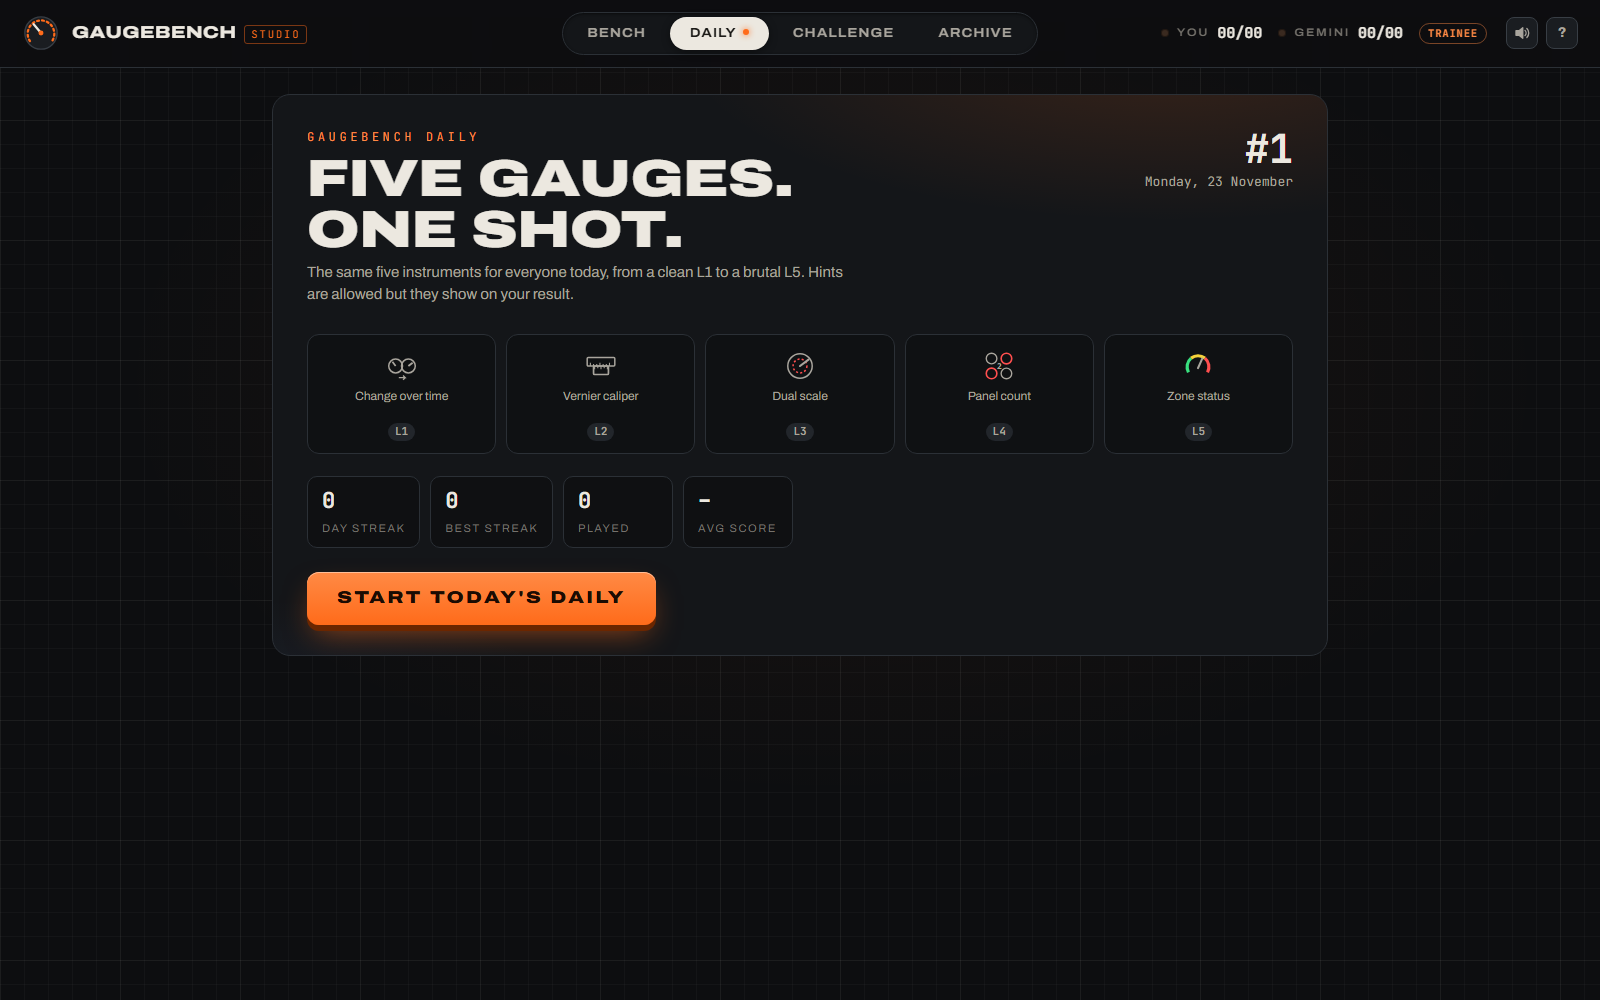 GAUGEBENCH STUDIO
BENCH DAILY CHALLENGE ARCHIVE
YOU 00/00 GEMINI 00/00 TRAINEE ?
GAUGEBENCH DAILY
FIVE GAUGES.
ONE SHOT.
#1
Monday, 23 November
The same five instruments for everyone today, from a clean L1 to a brutal L5. Hints
are allowed but they show on your result.
Change over time
L1
Vernier caliper
L2
Dual scale
L3
2
Panel count
L4
Zone status
L5
0
DAY STREAK
0
BEST STREAK
0
PLAYED
–
AVG SCORE
START TODAY'S DAILY